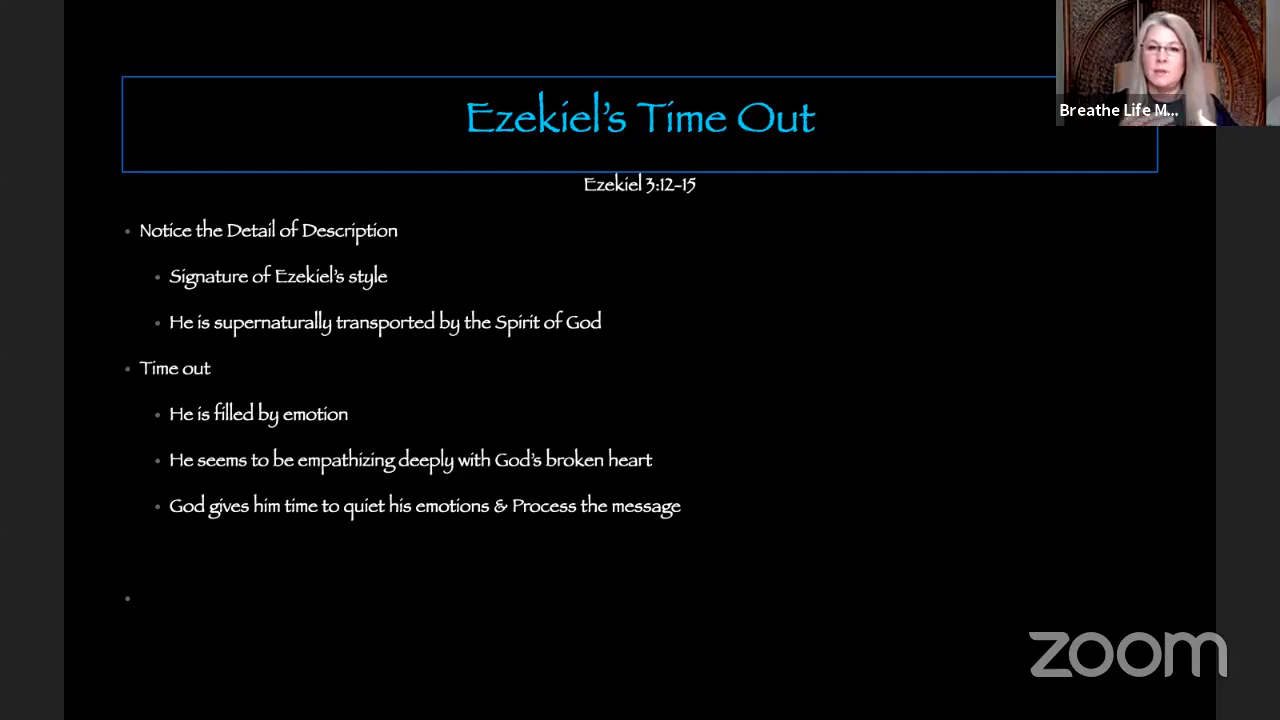 Ezekiel's Time Out
Breathe Life M...
Ezekiel 3:12-15
Notice the Detail of Description
Signature of Ezekiel's style
He is supernaturally transported by the Spirit of God
Time out
He is filled by emotion
He seems to be empathizing deeply with God's broken heart
God gives him time to quiet his emotions & Process the message
zoom